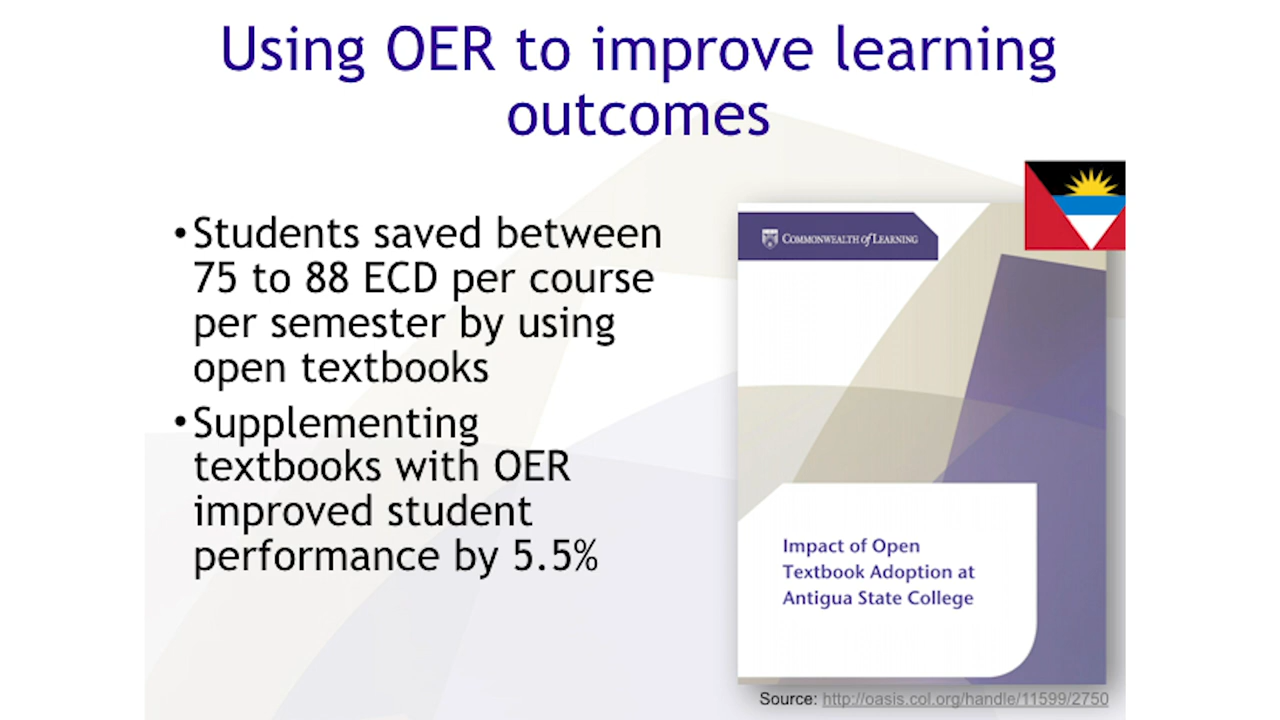 Using OER to improve learning
outcomes
•Students saved between
75 to 88 ECD per course
per semester by using
open textbooks
•Supplementing
textbooks with OER
improved student
performance by 5.5%
COMMONWEALTH of LEARNING
Impact of Open
Textbook Adoption at
Antigua State College
Source: http://oasis.col.org/handle/11599/2750